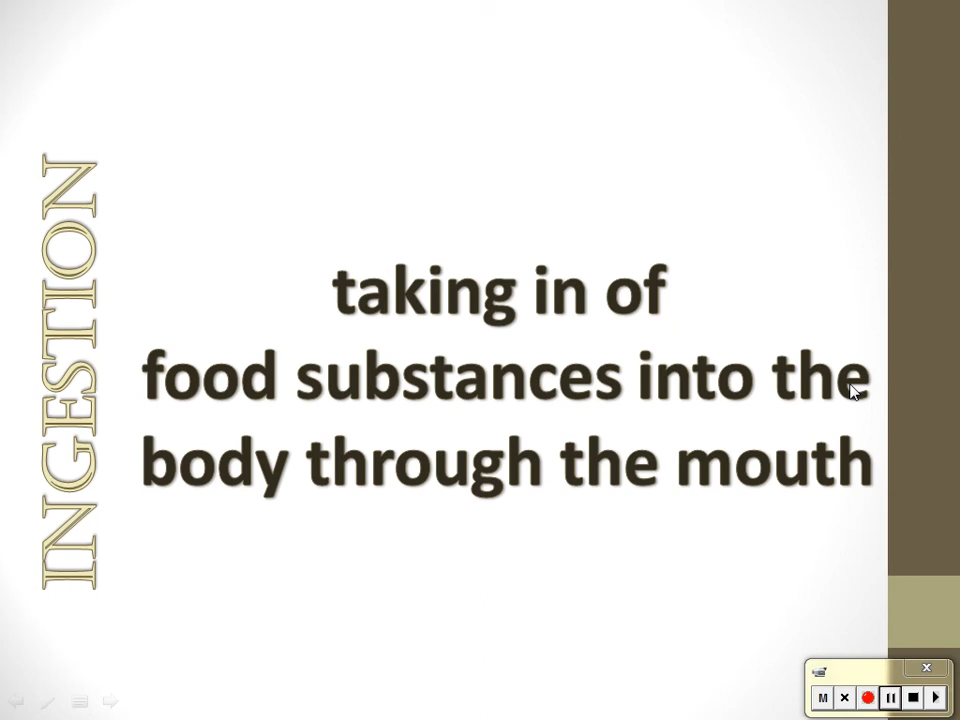 INGESTION
taking in of
food substances into the
body through the mouth
M